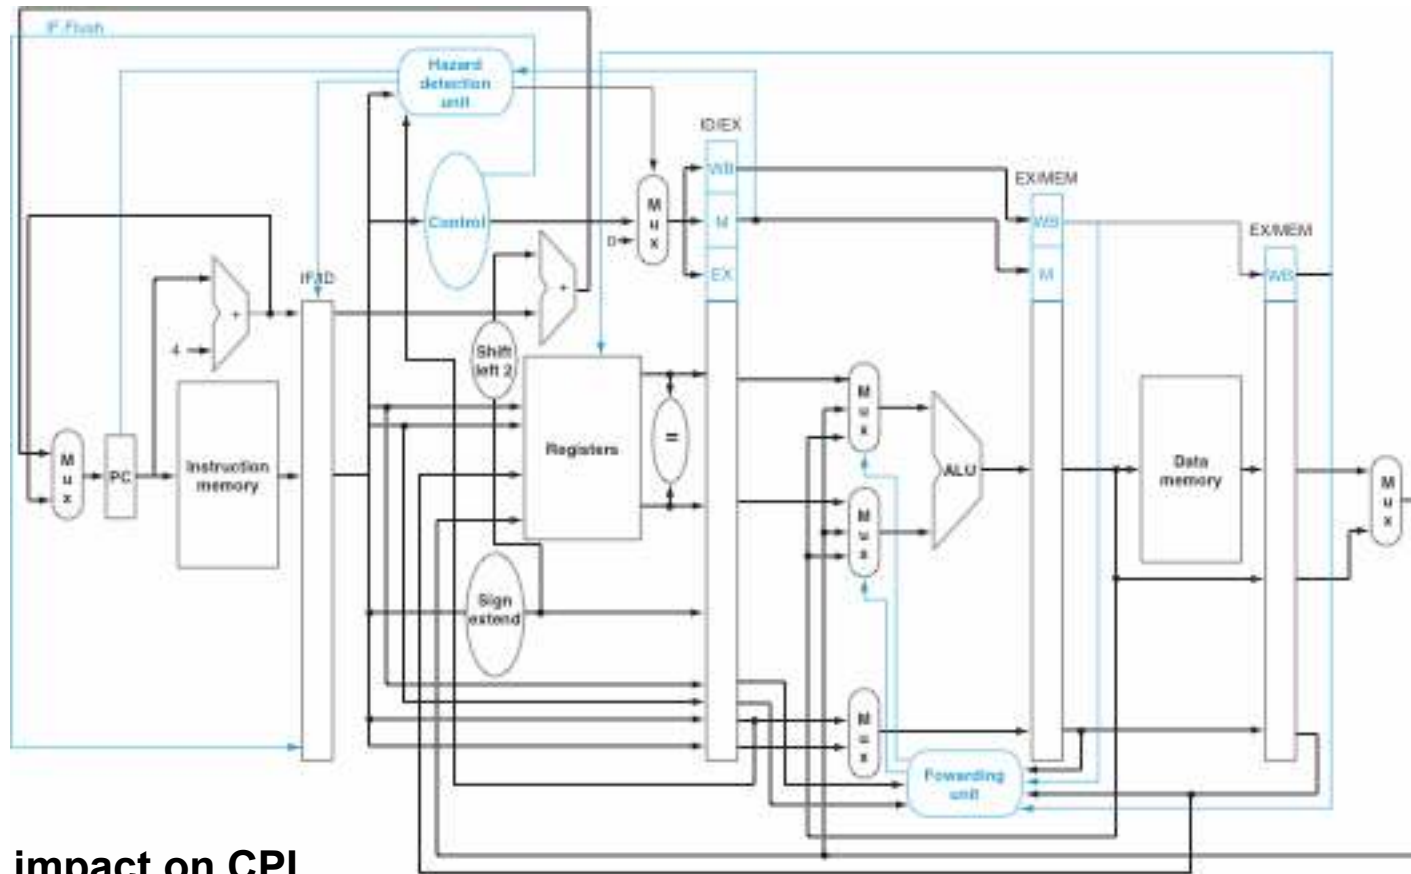 IF.Flush
Hazard
detection
unit
ID/EX
WB
EX/MEM
M
u
x
Control
M
WB
EX/MEM
0
EX
M
WB
IF/ID
+
+
4
Shift
left 2
M
u
x
Registers
=
M
u
x
PC
Instruction
memory
ALU
Data
memory
M
u
x
M
u
x
Sign
extend
M
u
x
Fowarding
unit
impact on CPI